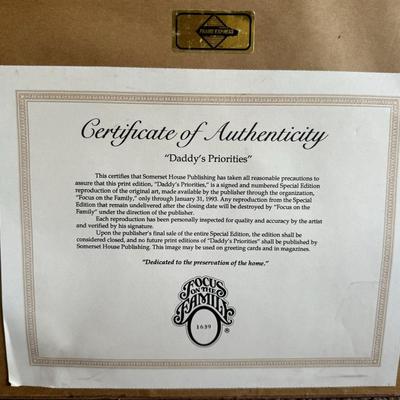 FRAME EXPRESS
Certificate of Authenticity
"Daddy's Priorities"
This certifies that Somerset House Publishing has taken all reasonable precautions to
assure that this print edition, "Daddy's Priorities," is a signed and numbered Special Edition
reproduction of the original art, made available by the publisher through the organization,
"Focus on the Family," only through January 31, 1993. Any reproduction from the Special
Edition that remain undelivered after the closing date will be destroyed by "Focus on the
Family" under the direction of the publisher.
Each reproduction has been personally inspected for quality and accuracy by the artist
and verified by his signature.
Upon the publisher's final sale of the entire Special Edition, the edition shall be
considered closed, and no future print editions of "Daddy's Priorities" shall be published by
Somerset House Publishing. This image may be used on greeting cards and in magazines.
"Dedicated to the preservation of the home."
FOCUS
ON THE
FAMILY
1639